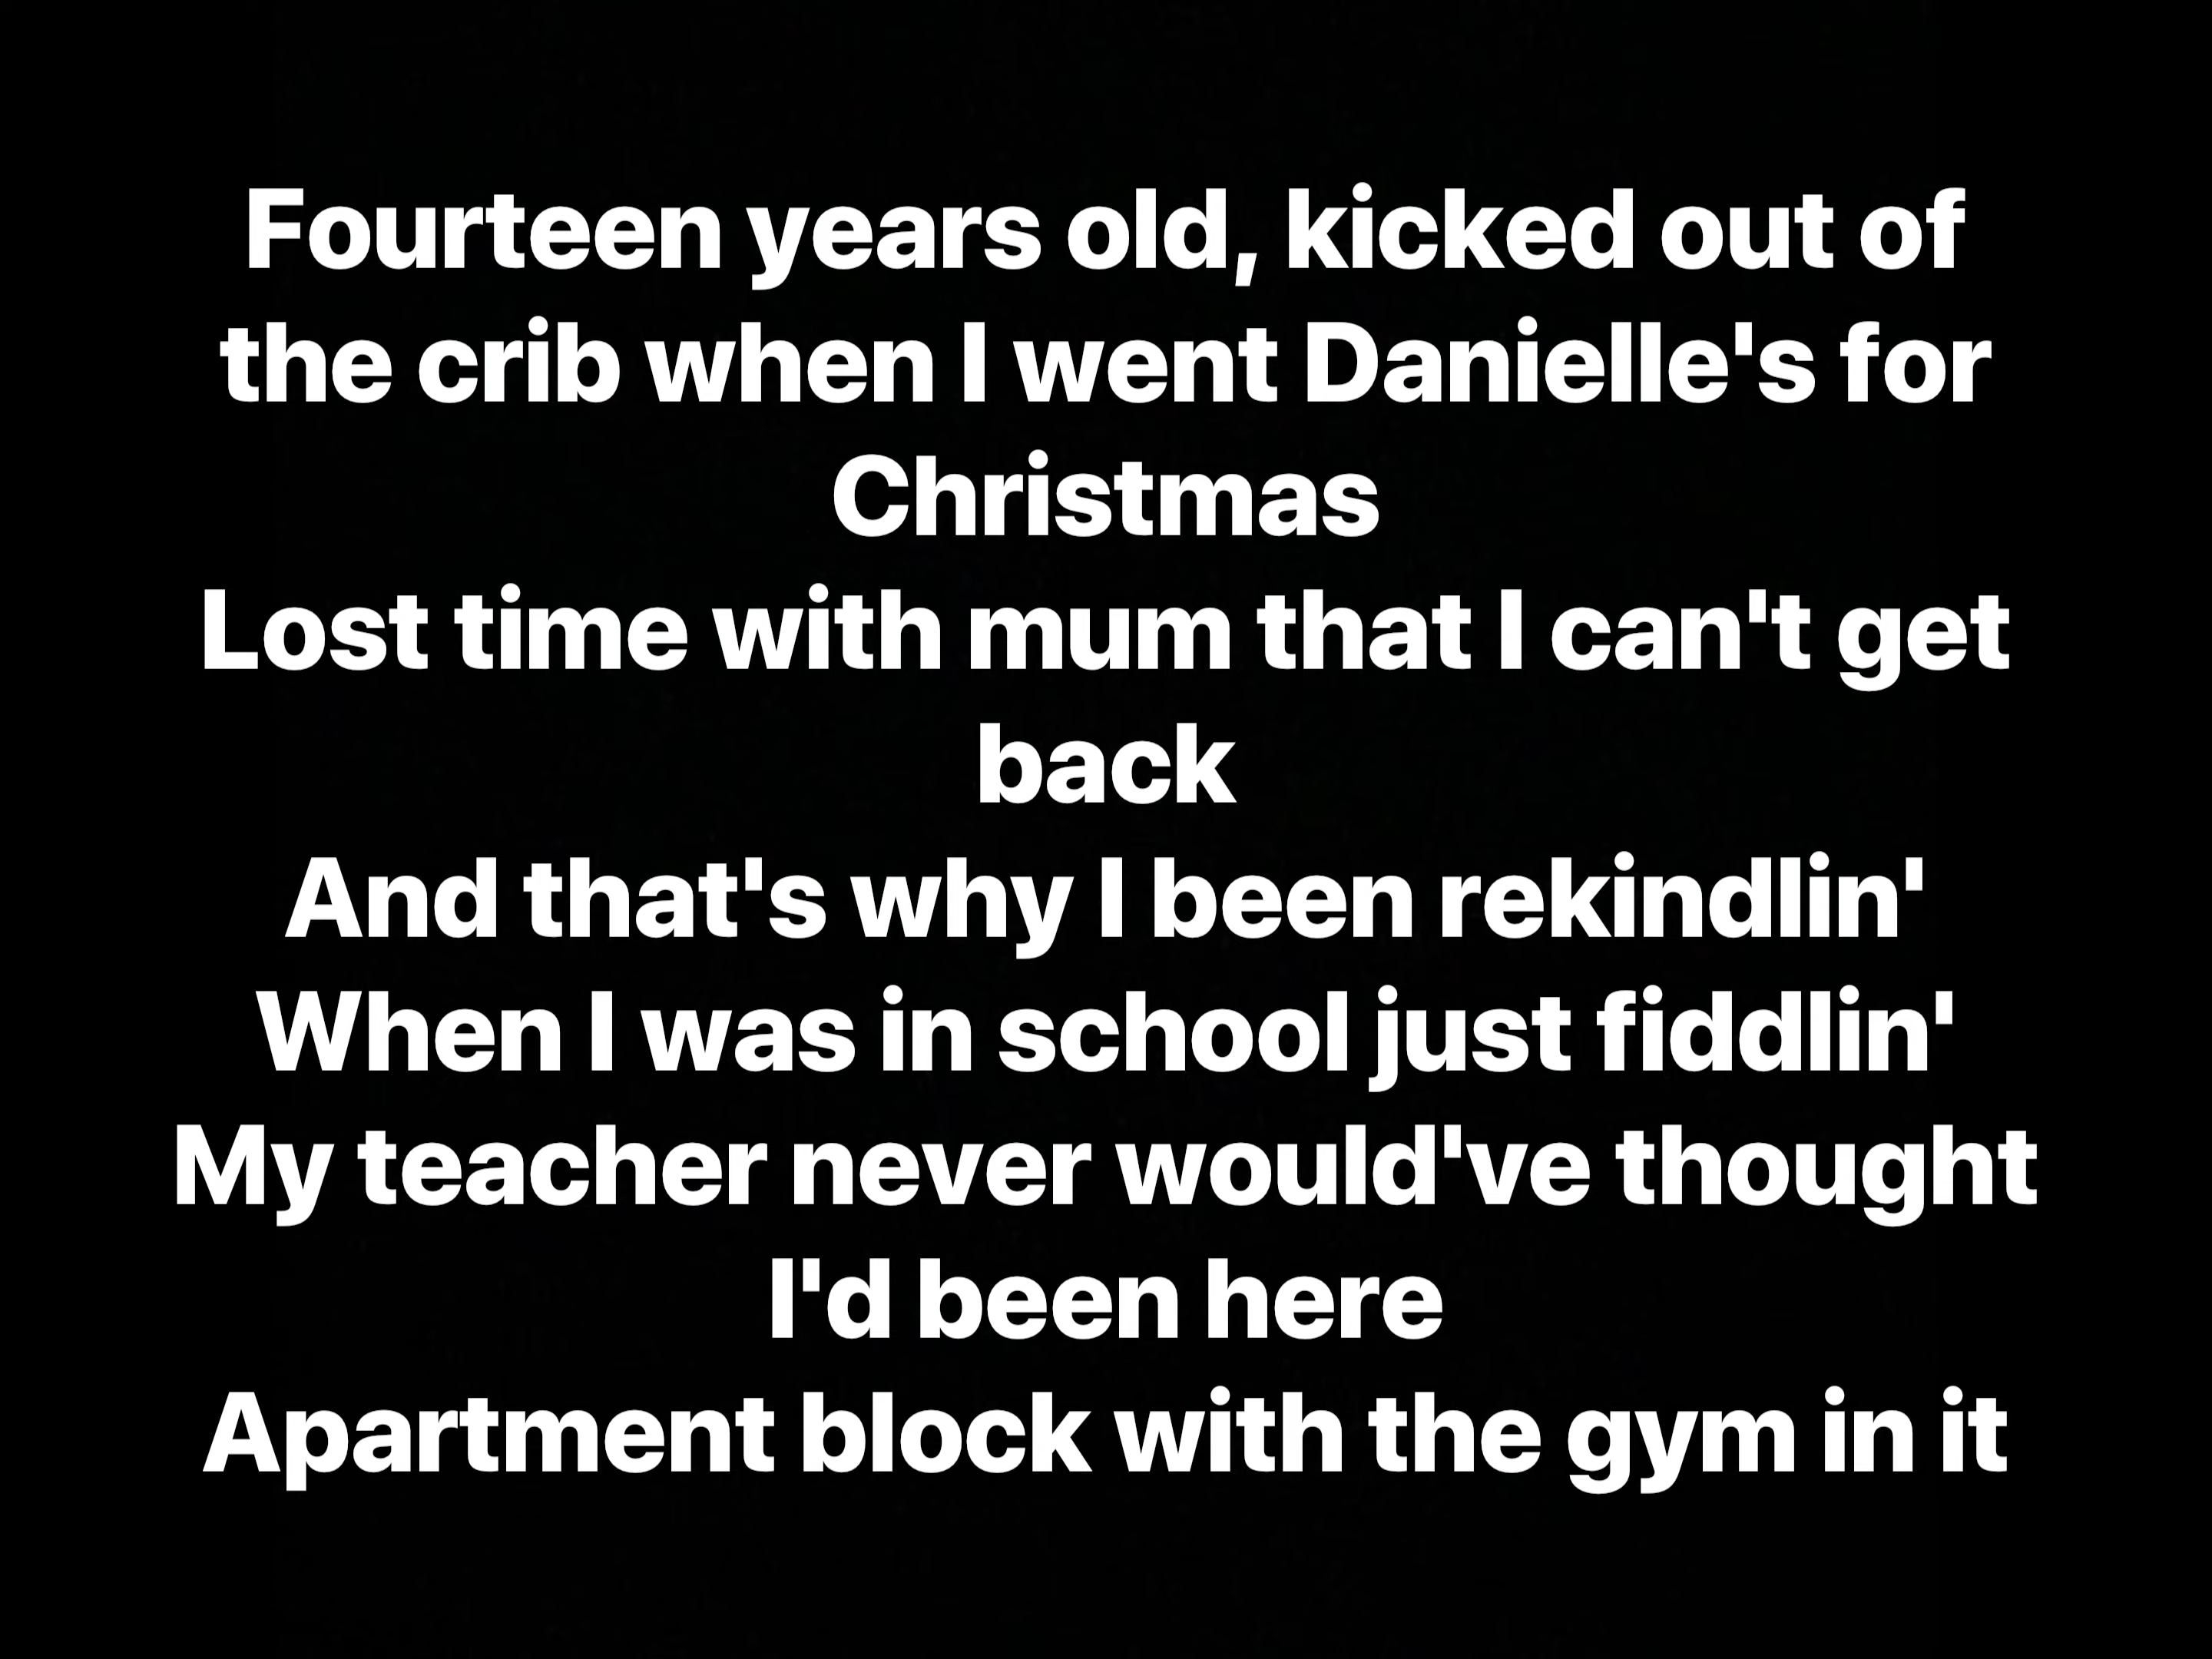 Fourteen years old, kicked out of
the crib when I went Danielle's for
Christmas
Lost time with mum that I can't get
back
And that's why I been rekindlin'
When I was in school just fiddlin'
My teacher never would've thought
I'd been here
Apartment block with the gym in it